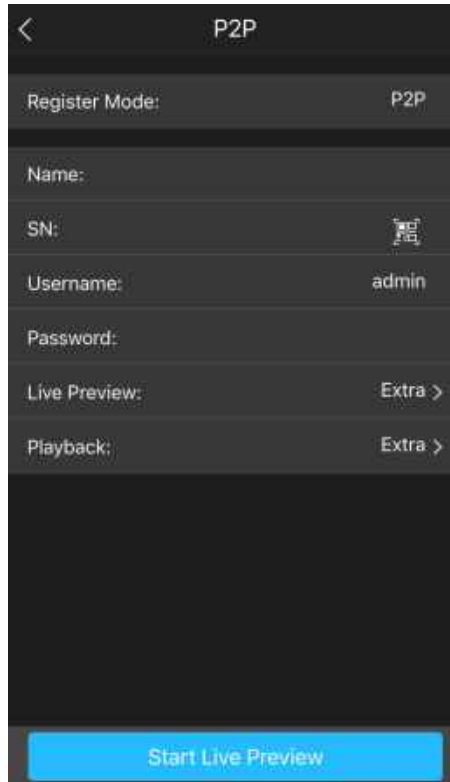 P2P
Register Mode: P2P
Name:
SN:
Username: admin
Password:
Live Preview: Extra >
Playback: Extra >
Start Live Preview